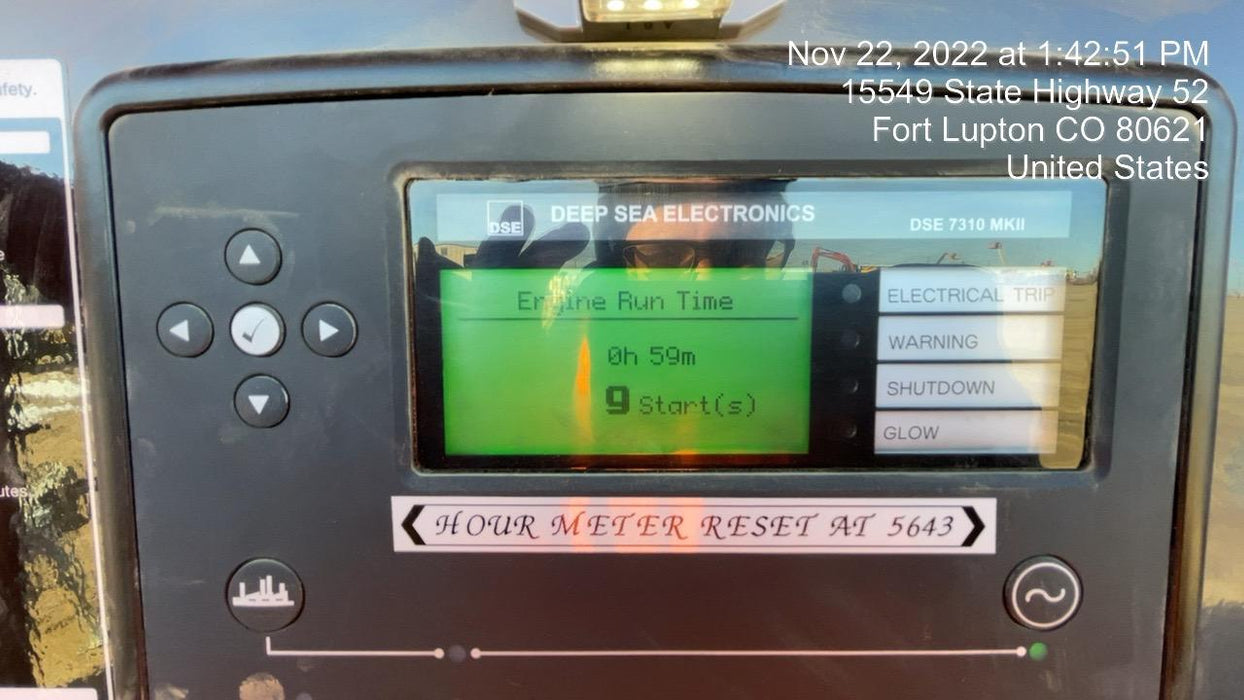 Nov 22, 2022 at 1:42:51 PM
15549 State Highway 52
Fort Lupton CO 80621
United States
DSE
DEEP SEA ELECTRONICS
DSE 7310 MKII
Engine Run Time
0h 59m
9 Start(s)
ELECTRICAL TRIP
WARNING
SHUTDOWN
GLOW
HOUR METER RESET AT 5643